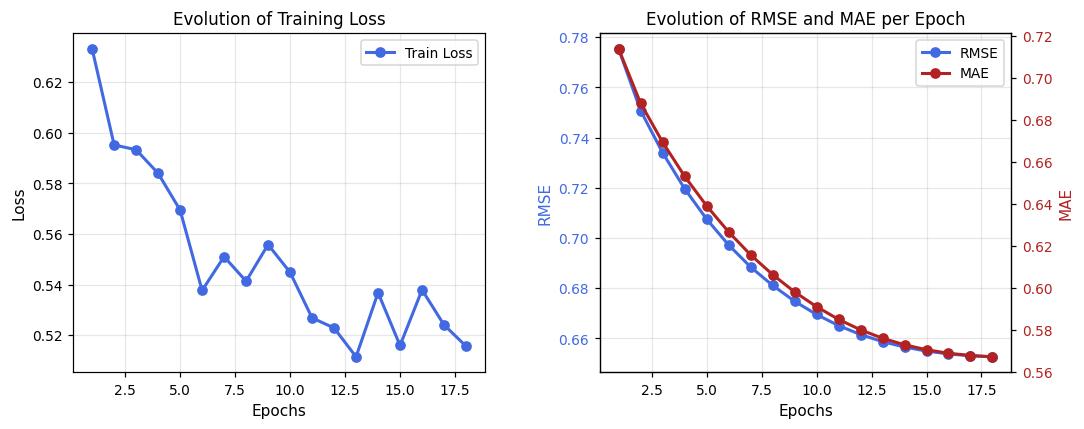 Evolution of Training Loss
Train Loss
Loss
0.62
0.60
0.58
0.56
0.54
0.52
2.5 5.0 7.5 10.0 12.5 15.0 17.5
Epochs
Evolution of RMSE and MAE per Epoch
RMSE
MAE
RMSE
0.78
0.76
0.74
0.72
0.70
0.68
0.66
2.5 5.0 7.5 10.0 12.5 15.0 17.5
Epochs
0.72
0.70
0.68
0.66
0.64
0.62
0.60
0.58
0.56
MAE